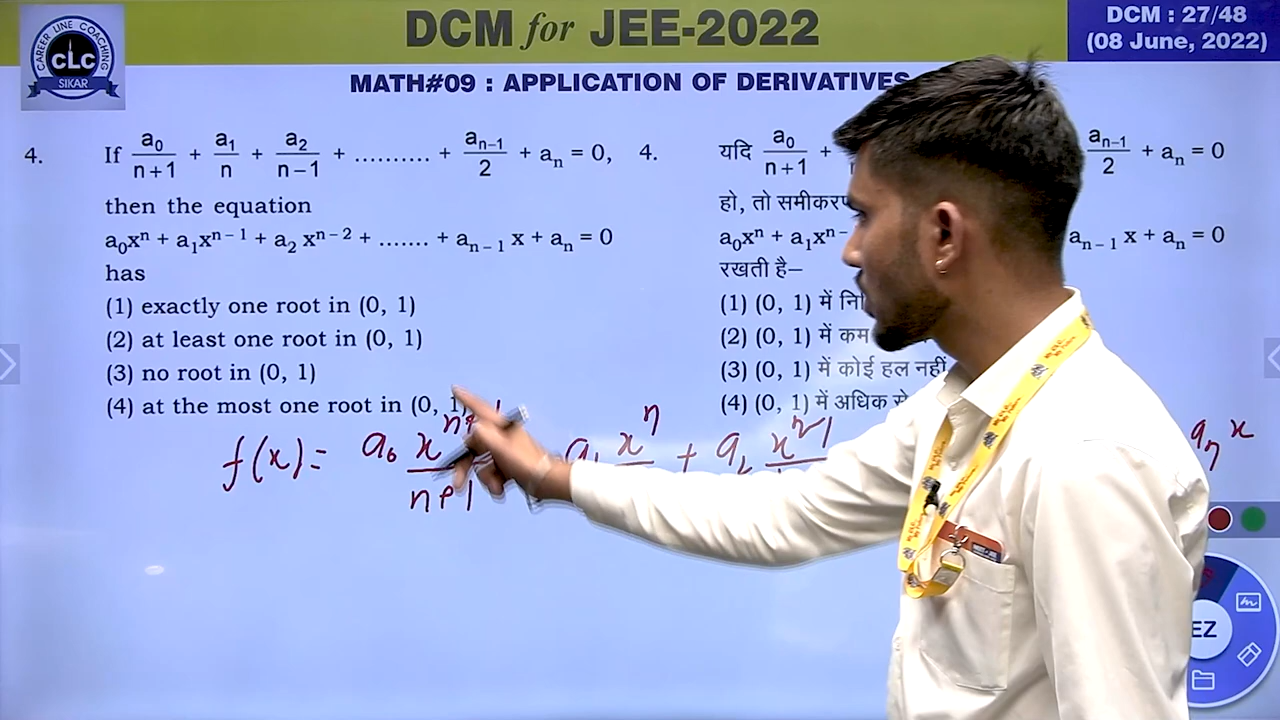 CAREER LINE COACHING
CLC
SIKAR
DCM for JEE-2022
DCM : 27/48
(08 June, 2022)
MATH#09 : APPLICATION OF DERIVATIVES
4. If a₀/(n+1) + a₁/n + a₂/(n−1) + .......... + aₙ₋₁/2 + aₙ = 0,
then the equation
a₀xⁿ + a₁xⁿ⁻¹ + a₂ xⁿ⁻² + ....... + aₙ₋₁ x + aₙ = 0
has
(1) exactly one root in (0, 1)
(2) at least one root in (0, 1)
(3) no root in (0, 1)
(4) at the most one root in (0, 1)
4. यदि a₀/(n+1) + aₙ₋₁/2 + aₙ = 0
हो, तो
a₀xⁿ + a₁xⁿ⁻ aₙ₋₁ x + aₙ = 0
रखती है–
(1) (0, 1) में
(2) (0, 1) में कम
(3) (0, 1) में कोई हल नहीं
(4) (0, 1) में अधिक से
f(x) = a₀ xⁿ⁺¹/(n+1) a₁ xⁿ + a₂ xⁿ⁻¹ aₙ x
EZ